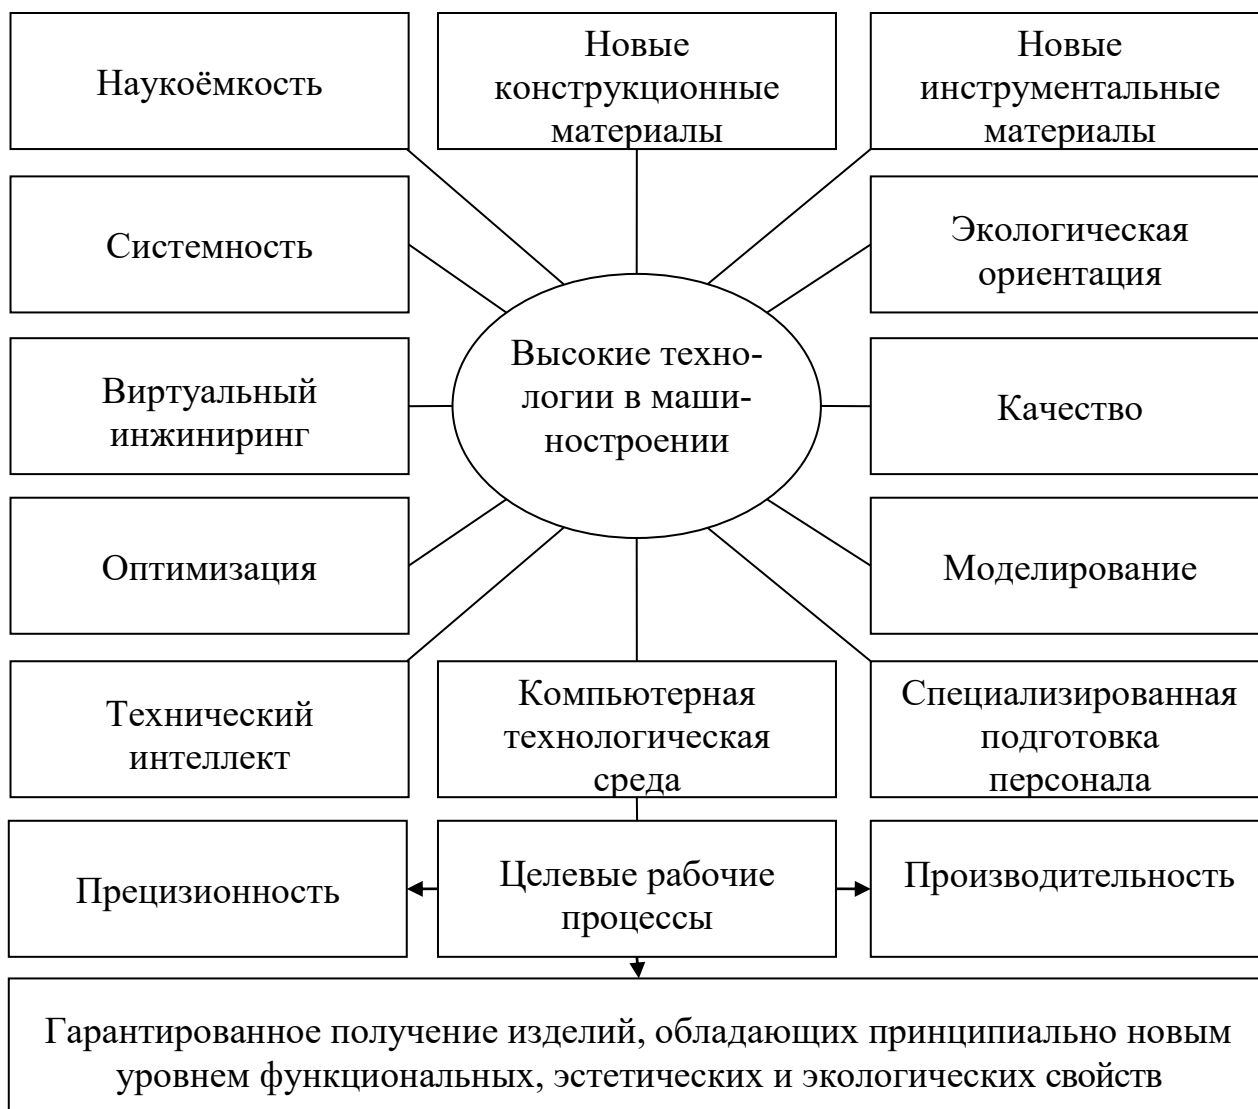 Наукоёмкость
Новые
конструкционные
материалы
Новые
инструментальные
материалы
Системность
Экологическая
ориентация
Виртуальный
инжиниринг
Высокие техно-
логии в маши-
ностроении
Качество
Оптимизация
Моделирование
Технический
интеллект
Компьютерная
технологическая
среда
Специализированная
подготовка
персонала
Прецизионность
Целевые рабочие
процессы
Производительность
Гарантированное получение изделий, обладающих принципиально новым
уровнем функциональных, эстетических и экологических свойств